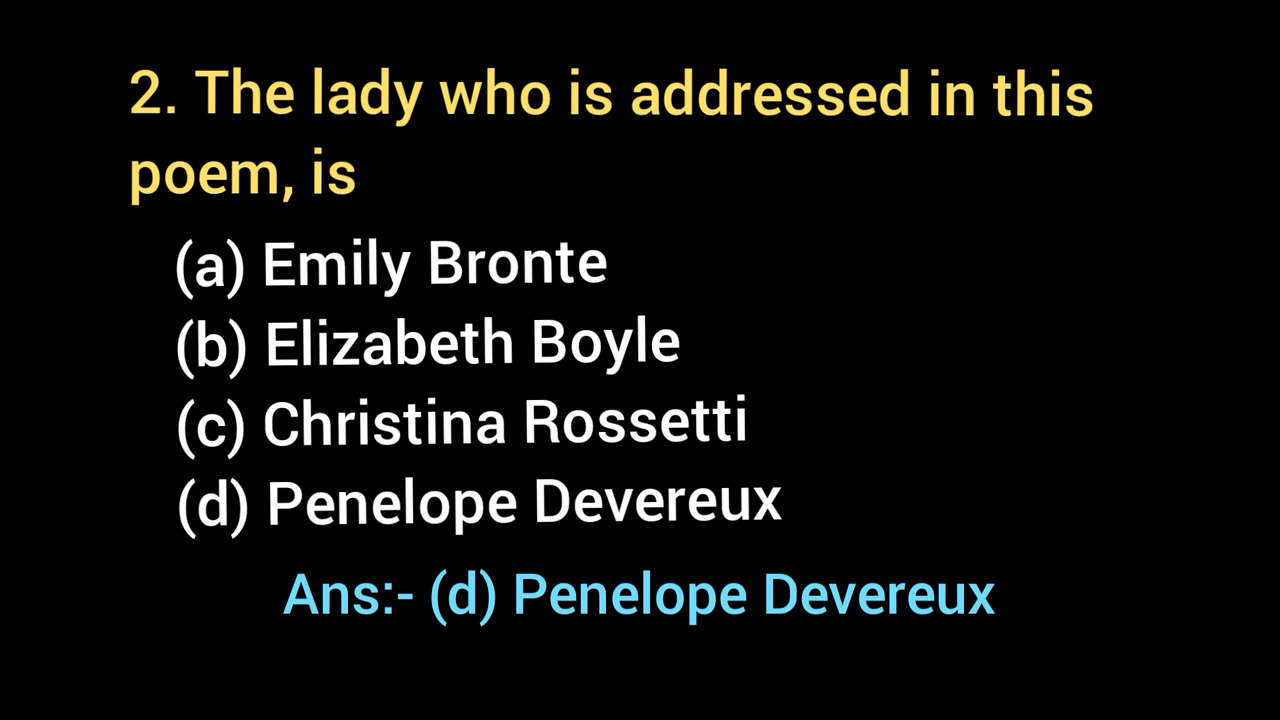 2. The lady who is addressed in this
poem, is
(a) Emily Bronte
(b) Elizabeth Boyle
(c) Christina Rossetti
(d) Penelope Devereux
Ans:- (d) Penelope Devereux